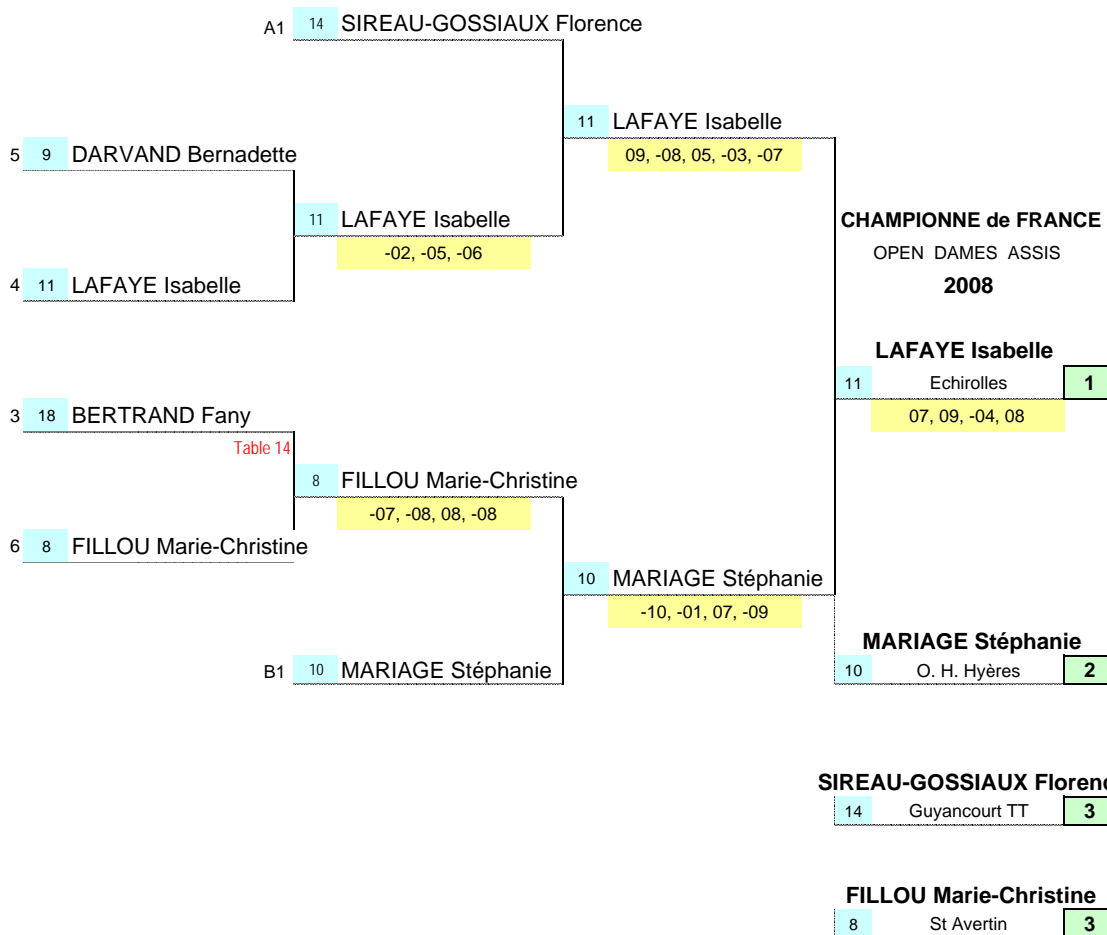 A1 14 SIREAU-GOSSIAUX Florence
11 LAFAYE Isabelle
09, -08, 05, -03, -07
5 9 DARVAND Bernadette
11 LAFAYE Isabelle
-02, -05, -06
4 11 LAFAYE Isabelle
CHAMPIONNE de FRANCE
OPEN DAMES ASSIS
2008
LAFAYE Isabelle
11 Echirolles 1
07, 09, -04, 08
3 18 BERTRAND Fany
Table 14
8 FILLOU Marie-Christine
-07, -08, 08, -08
6 8 FILLOU Marie-Christine
10 MARIAGE Stéphanie
-10, -01, 07, -09
B1 10 MARIAGE Stéphanie
MARIAGE Stéphanie
10 O. H. Hyères 2
SIREAU-GOSSIAUX Florenc
14 Guyancourt TT 3
FILLOU Marie-Christine
8 St Avertin 3